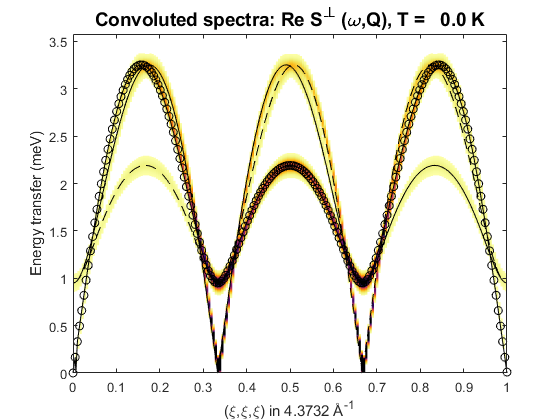 Convoluted spectra: Re S⊥ (ω,Q), T = 0.0 K
3.5
3
2.5
2
1.5
1
0.5
0
Energy transfer (meV)
0 0.1 0.2 0.3 0.4 0.5 0.6 0.7 0.8 0.9 1
(ξ,ξ,ξ) in 4.3732 Å-1